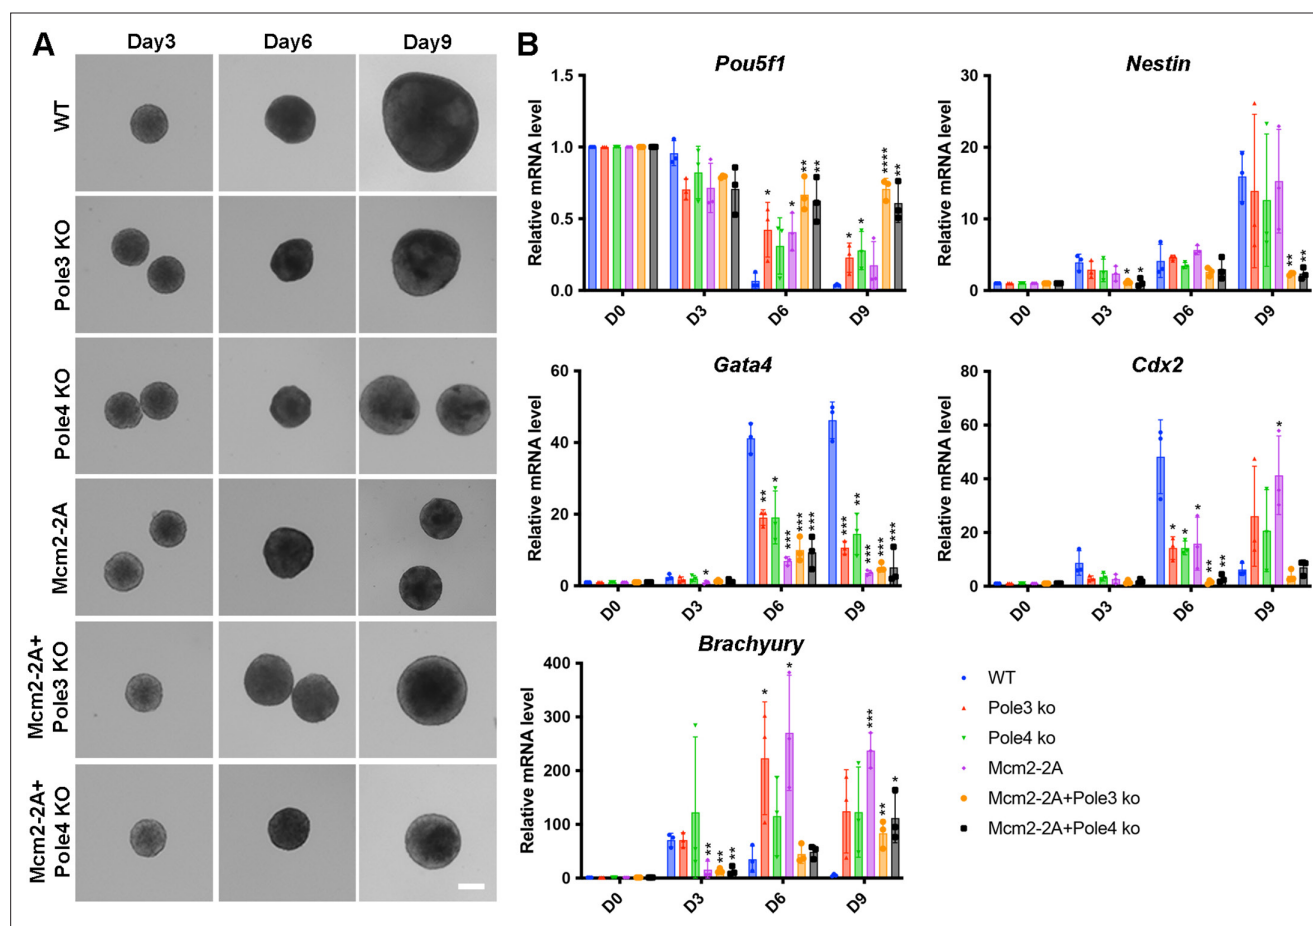 A
Day3
Day6
Day9
WT
Pole3 KO
Pole4 KO
Mcm2-2A
Mcm2-2A+
Pole3 KO
Mcm2-2A+
Pole4 KO
B
Pou5f1
Relative mRNA level
1.5
1.0
0.5
0.0
D0
D3
D6
D9
*
*
**
**
*
*
****
**
Nestin
Relative mRNA level
30
20
10
0
D0
D3
D6
D9
*
*
**
**
Gata4
Relative mRNA level
60
40
20
0
D0
D3
D6
D9
*
**
*
***
***
***
***
**
***
***
***
Cdx2
Relative mRNA level
80
60
40
20
0
D0
D3
D6
D9
*
*
*
**
**
*
Brachyury
Relative mRNA level
400
300
200
100
0
D0
D3
D6
D9
**
**
**
*
*
***
**
*
WT
Pole3 ko
Pole4 ko
Mcm2-2A
Mcm2-2A+Pole3 ko
Mcm2-2A+Pole4 ko